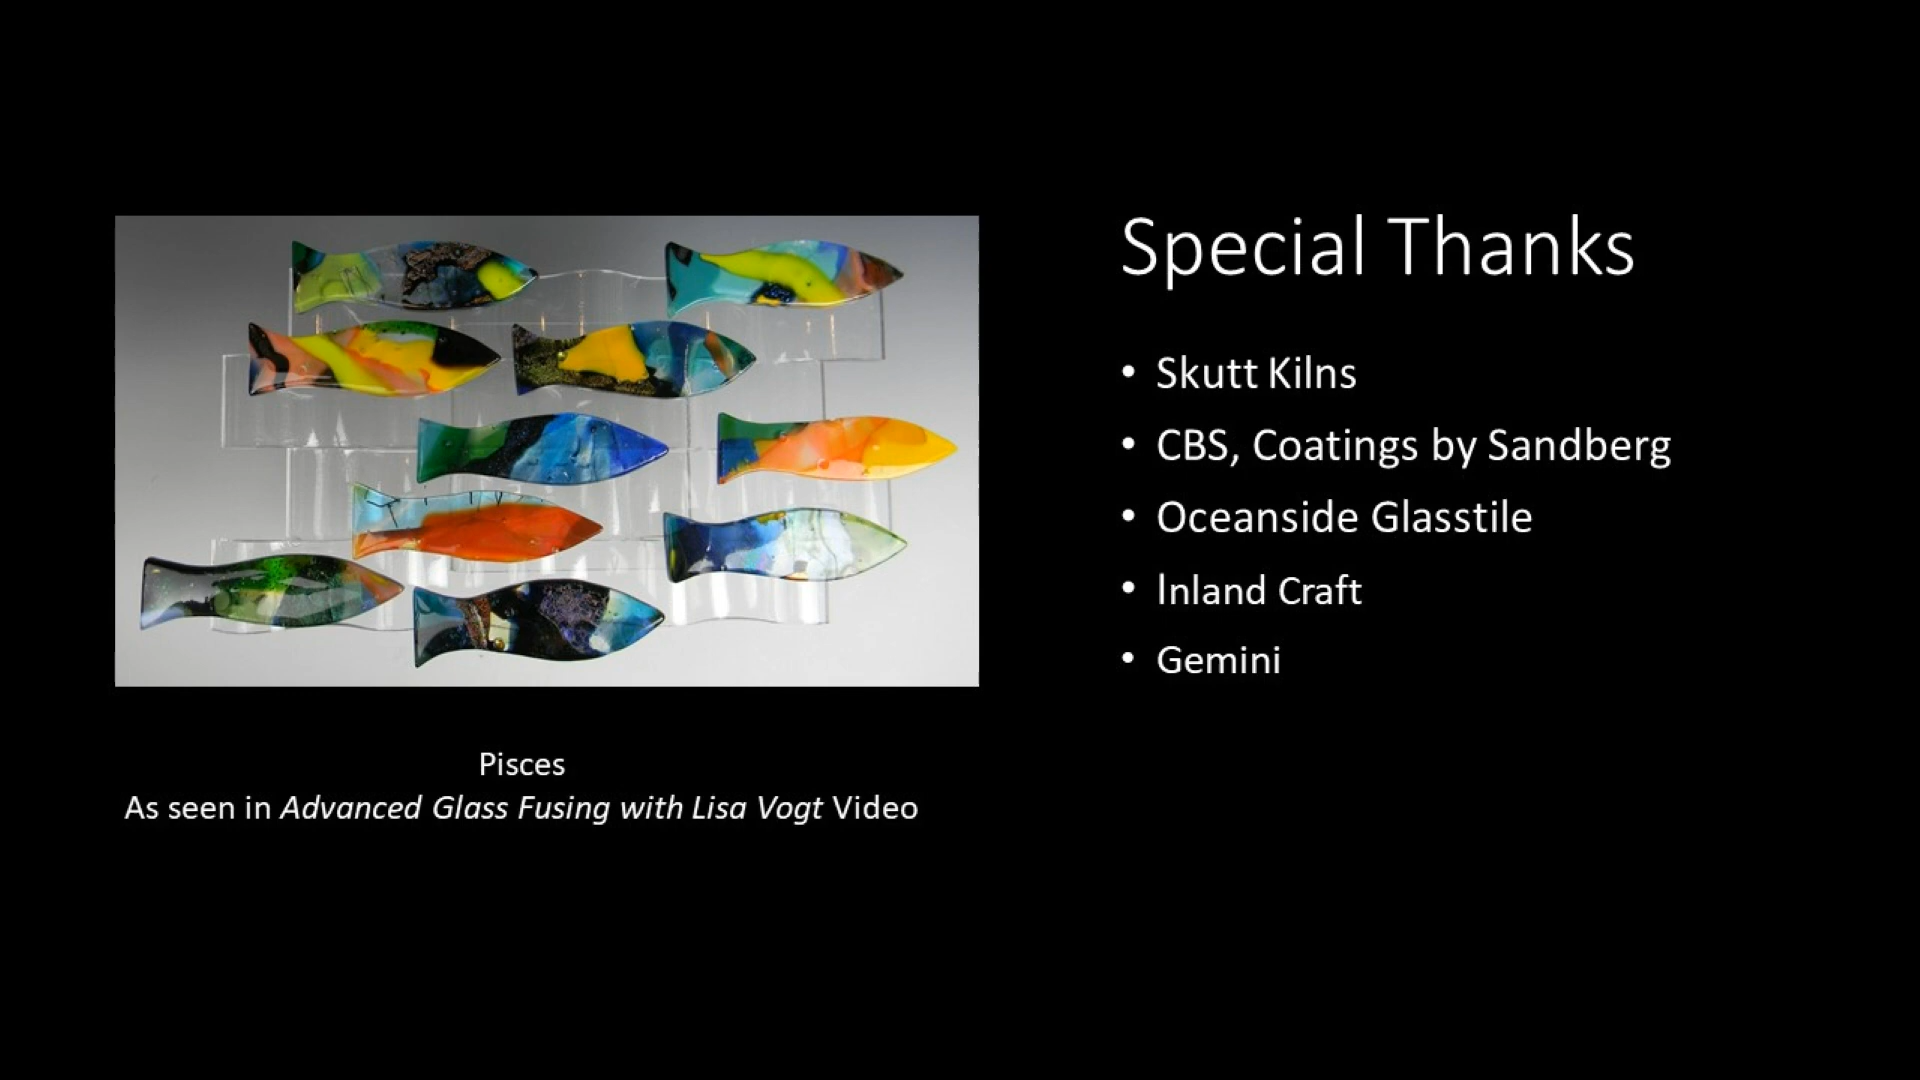 Special Thanks
• Skutt Kilns
• CBS, Coatings by Sandberg
• Oceanside Glasstile
• Inland Craft
• Gemini
Pisces
As seen in Advanced Glass Fusing with Lisa Vogt Video